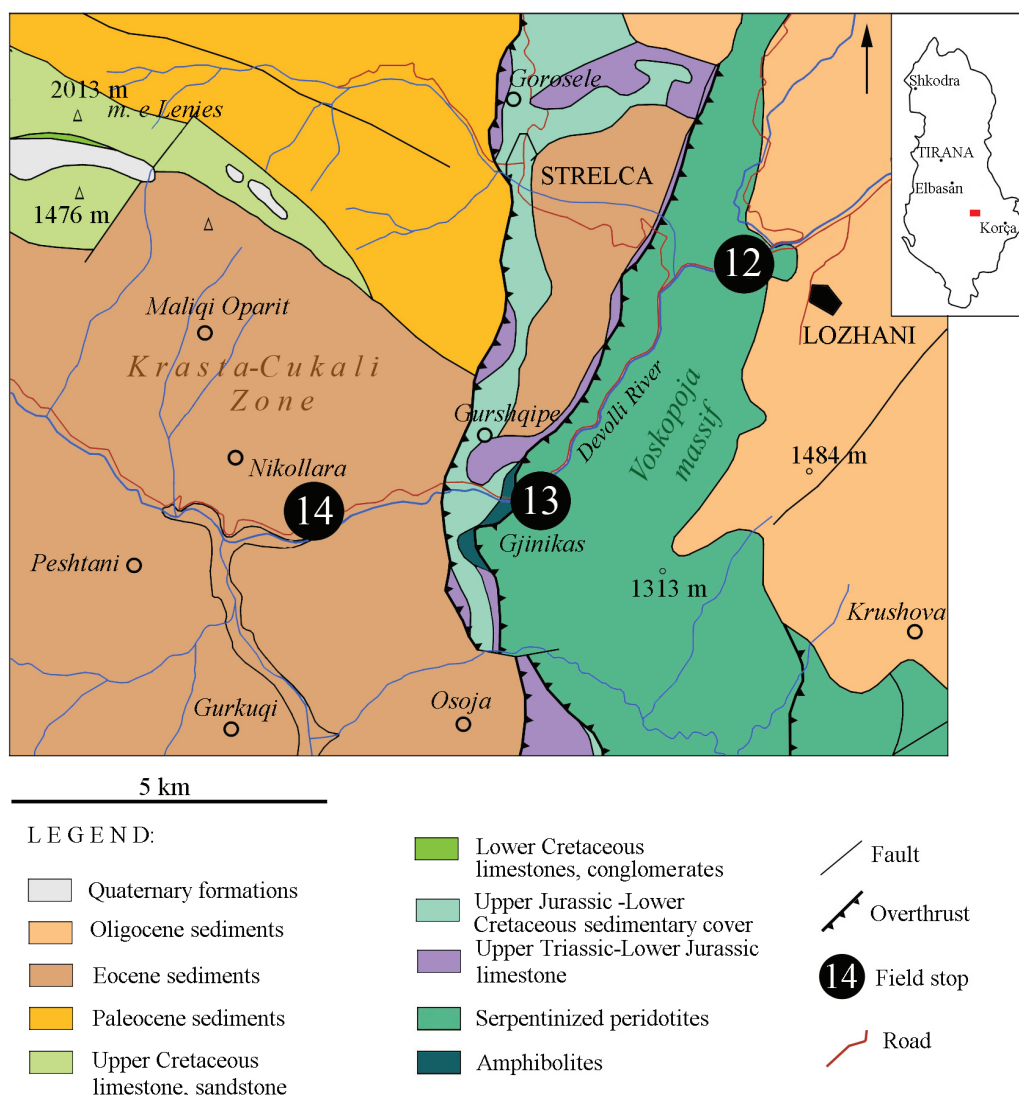 2013 m
m. e Lenies
1476 m
Gorosele
STRELCA
12
LOZHANI
Maliqi Oparit
Krasta-Cukali
Zone
Gurshqipe
Devolli River
Voskopoja
massif
1484 m
Nikollara
14
13
Gjinikas
Peshtani
1313 m
Krushova
Gurkuqi
Osoja
Shkodra
TIRANA
Elbasan
Korça
5 km
LEGEND:
Quaternary formations
Oligocene sediments
Eocene sediments
Paleocene sediments
Upper Cretaceous
limestone, sandstone
Lower Cretaceous
limestones, conglomerates
Upper Jurassic -Lower
Cretaceous sedimentary cover
Upper Triassic-Lower Jurassic
limestone
Serpentinized peridotites
Amphibolites
Fault
Overthrust
14 Field stop
Road